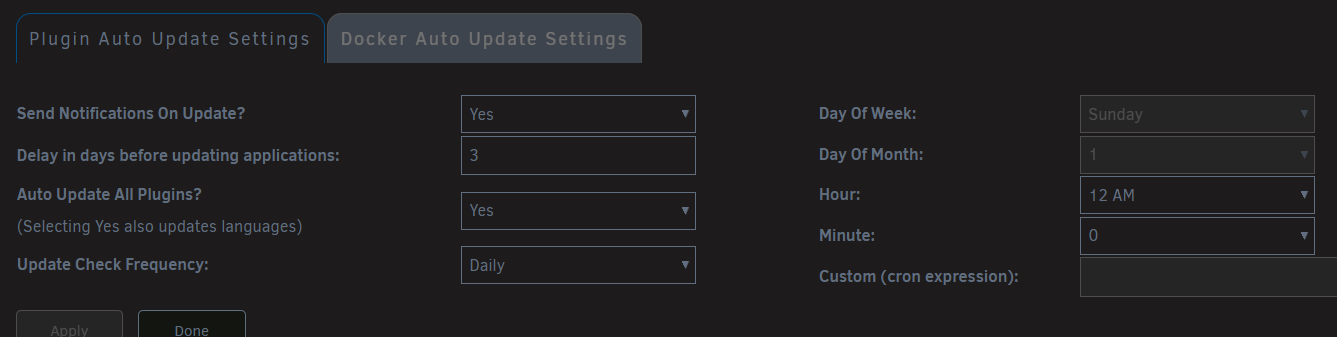 Plugin Auto Update Settings
Docker Auto Update Settings
Send Notifications On Update?
Yes
Delay in days before updating applications:
3
Auto Update All Plugins?
(Selecting Yes also updates languages)
Yes
Update Check Frequency:
Daily
Day Of Week:
Sunday
Day Of Month:
1
Hour:
12 AM
Minute:
0
Custom (cron expression):
Apply
Done